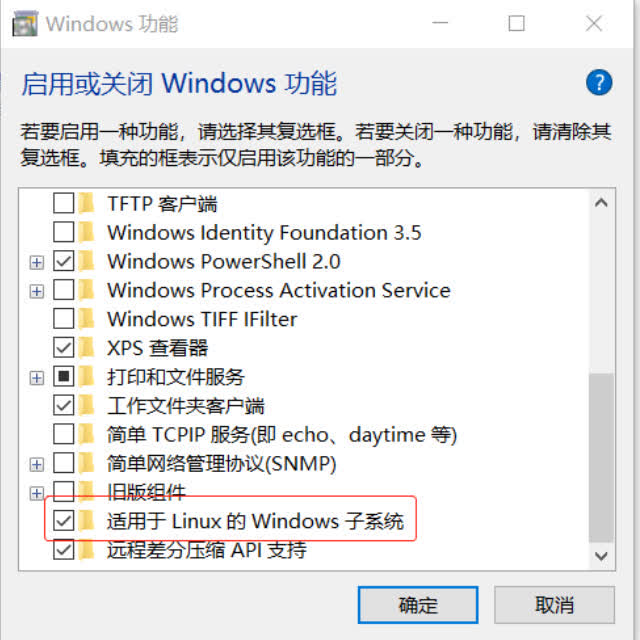 Windows 功能
启用或关闭 Windows 功能
若要启用一种功能，请选择其复选框。若要关闭一种功能，请清除其
复选框。填充的框表示仅启用该功能的一部分。
TFTP 客户端
Windows Identity Foundation 3.5
Windows PowerShell 2.0
Windows Process Activation Service
Windows TIFF IFilter
XPS 查看器
打印和文件服务
工作文件夹客户端
简单 TCPIP 服务(即 echo、daytime 等)
简单网络管理协议(SNMP)
旧版组件
适用于 Linux 的 Windows 子系统
远程差分压缩 API 支持
确定 取消